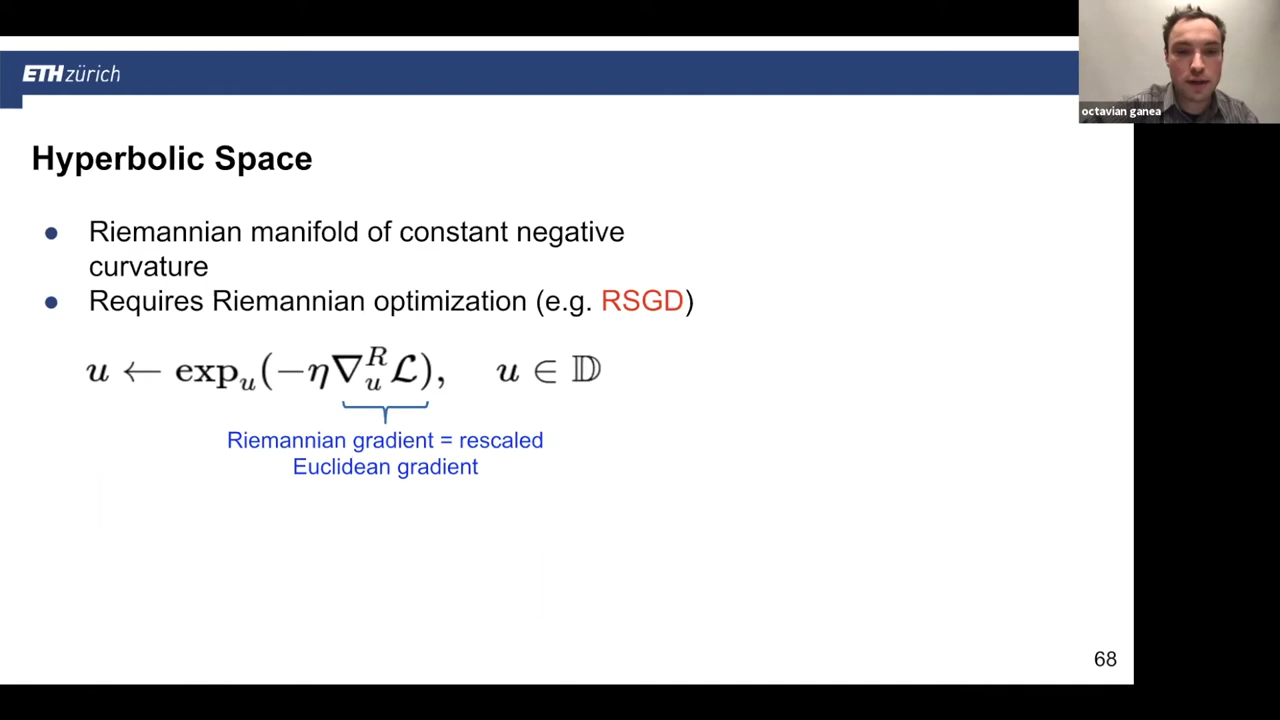 ETH zürich
octavian ganea
Hyperbolic Space
● Riemannian manifold of constant negative
curvature
● Requires Riemannian optimization (e.g. RSGD)
u ← exp_u(−η∇_u^R ℒ), u ∈ 𝔻
Riemannian gradient = rescaled
Euclidean gradient
68